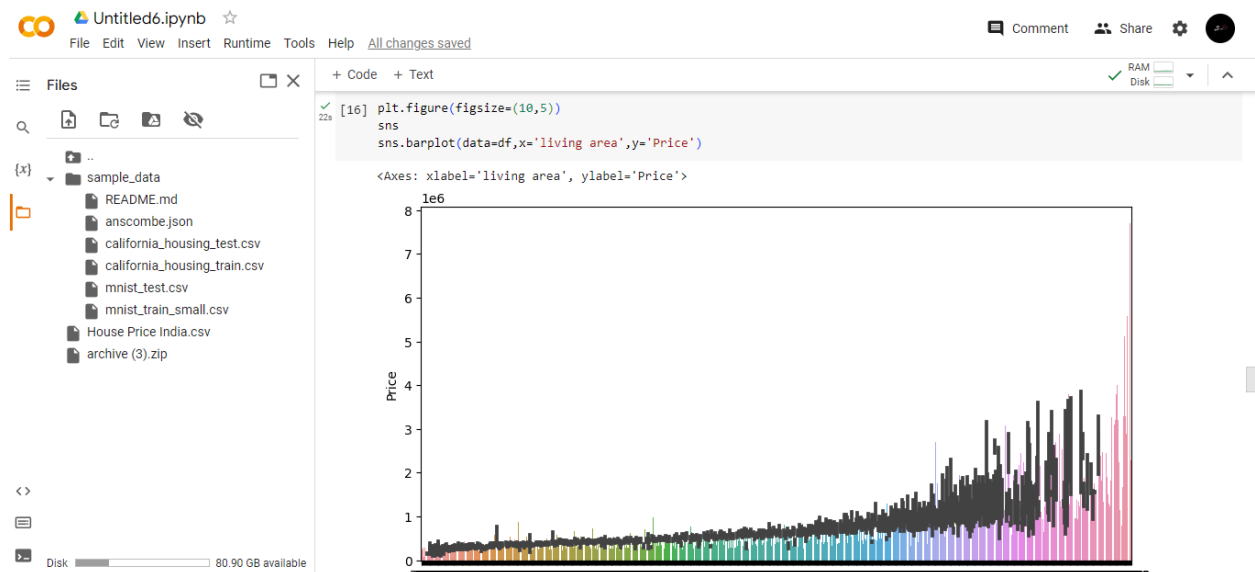 Untitled6.ipynb
File Edit View Insert Runtime Tools Help All changes saved
Comment Share
Files
+ Code + Text
RAM
Disk
..
sample_data
README.md
anscombe.json
california_housing_test.csv
california_housing_train.csv
mnist_test.csv
mnist_train_small.csv
House Price India.csv
archive (3).zip
{x}
<>
Disk 80.90 GB available
22s
[16] plt.figure(figsize=(10,5))
sns
sns.barplot(data=df,x='living area',y='Price')
<Axes: xlabel='living area', ylabel='Price'>
1e6
8
7
6
5
4
3
2
1
0
Price